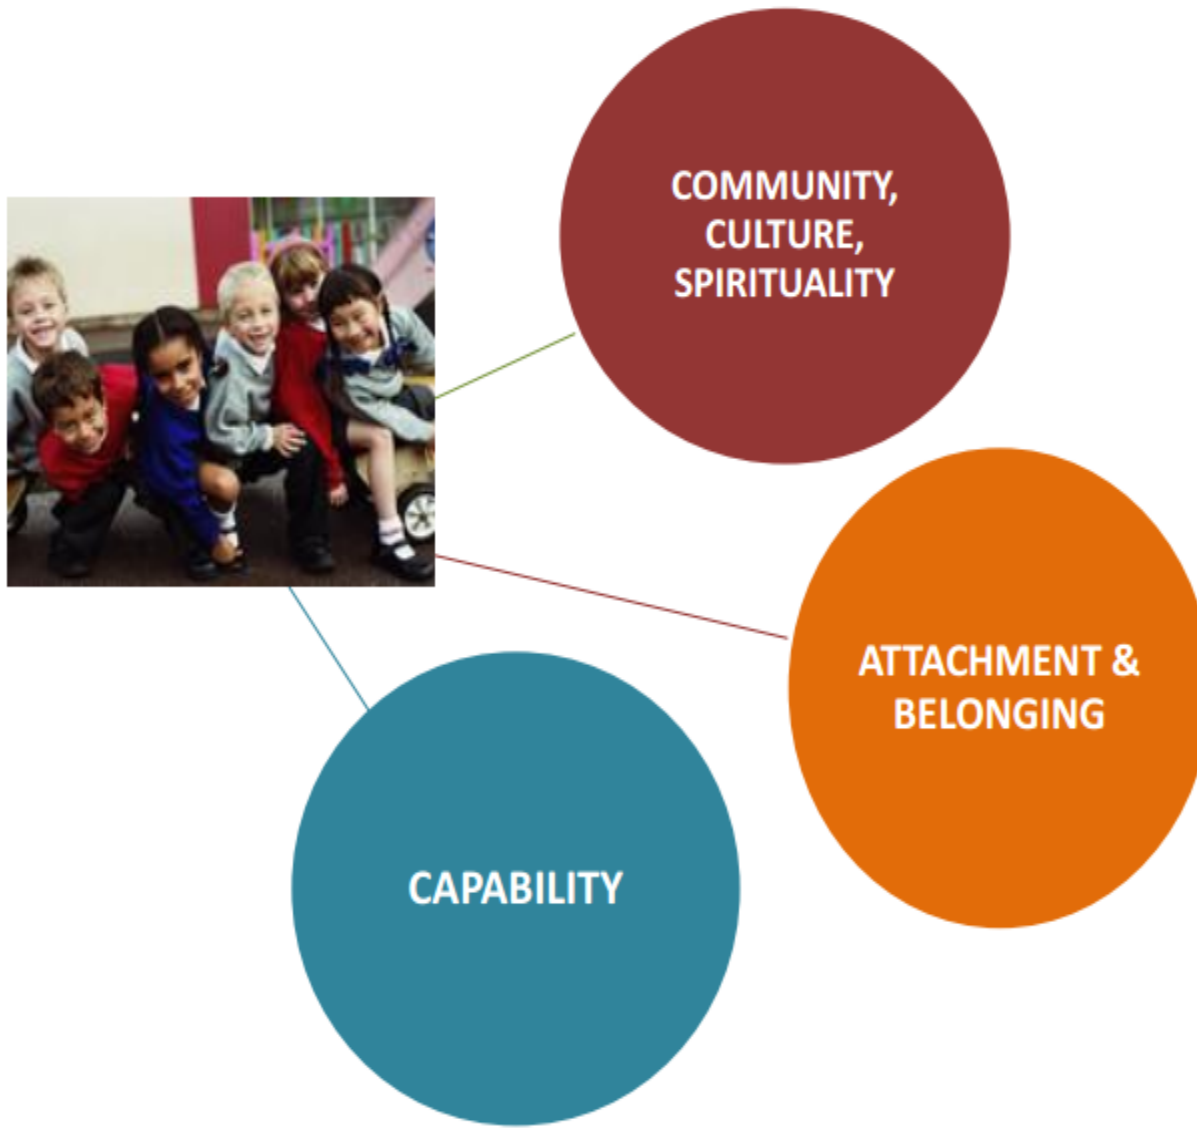 COMMUNITY,
CULTURE,
SPIRITUALITY
ATTACHMENT &
BELONGING
CAPABILITY